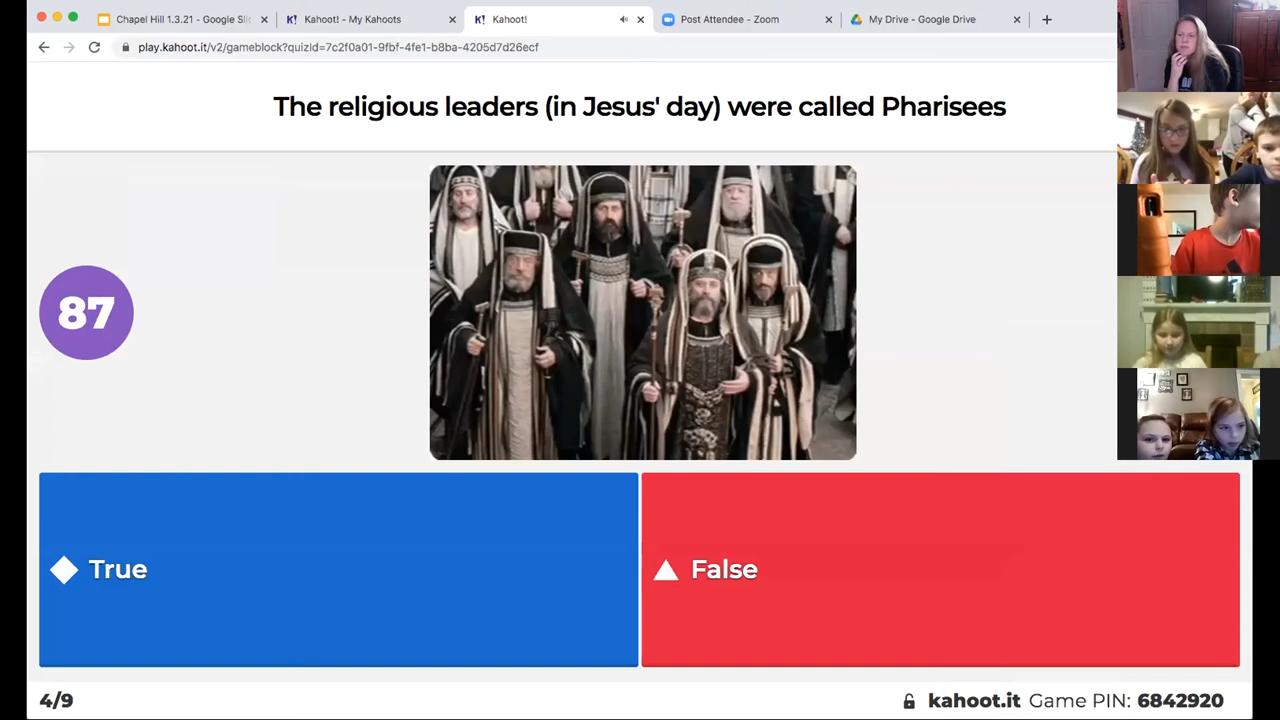 Chapel Hill 1.3.21 - Google Slid
Kahoot! - My Kahoots
Kahoot!
Post Attendee - Zoom
My Drive - Google Drive
play.kahoot.it/v2/gameblock?quizId=7c2f0a01-9fbf-4fe1-b8ba-4205d7d26ecf
The religious leaders (in Jesus' day) were called Pharisees
87
True
False
4/9
kahoot.it Game PIN: 6842920